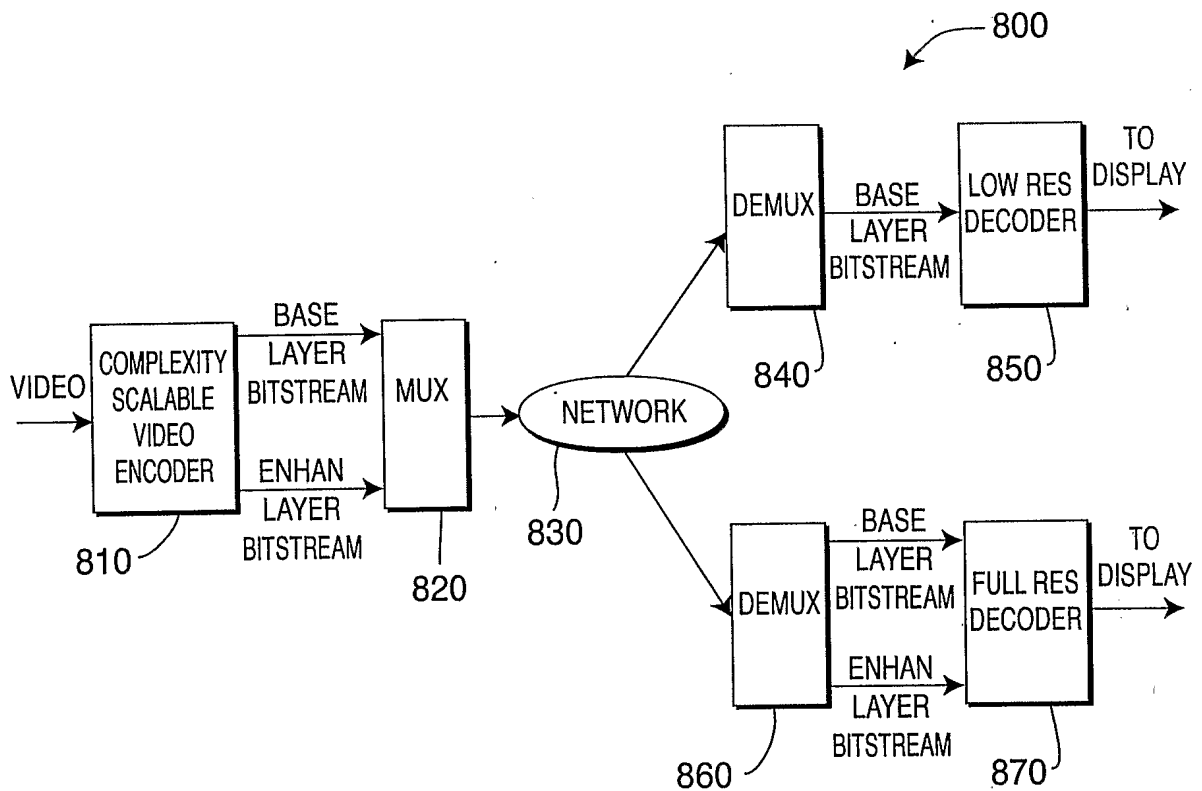 800
VIDEO
COMPLEXITY
SCALABLE
VIDEO
ENCODER
810
BASE
LAYER
BITSTREAM
ENHAN
LAYER
BITSTREAM
MUX
820
NETWORK
830
DEMUX
840
BASE
LAYER
BITSTREAM
LOW RES
DECODER
850
TO
DISPLAY
DEMUX
860
BASE
LAYER
BITSTREAM
ENHAN
LAYER
BITSTREAM
FULL RES
DECODER
870
TO
DISPLAY